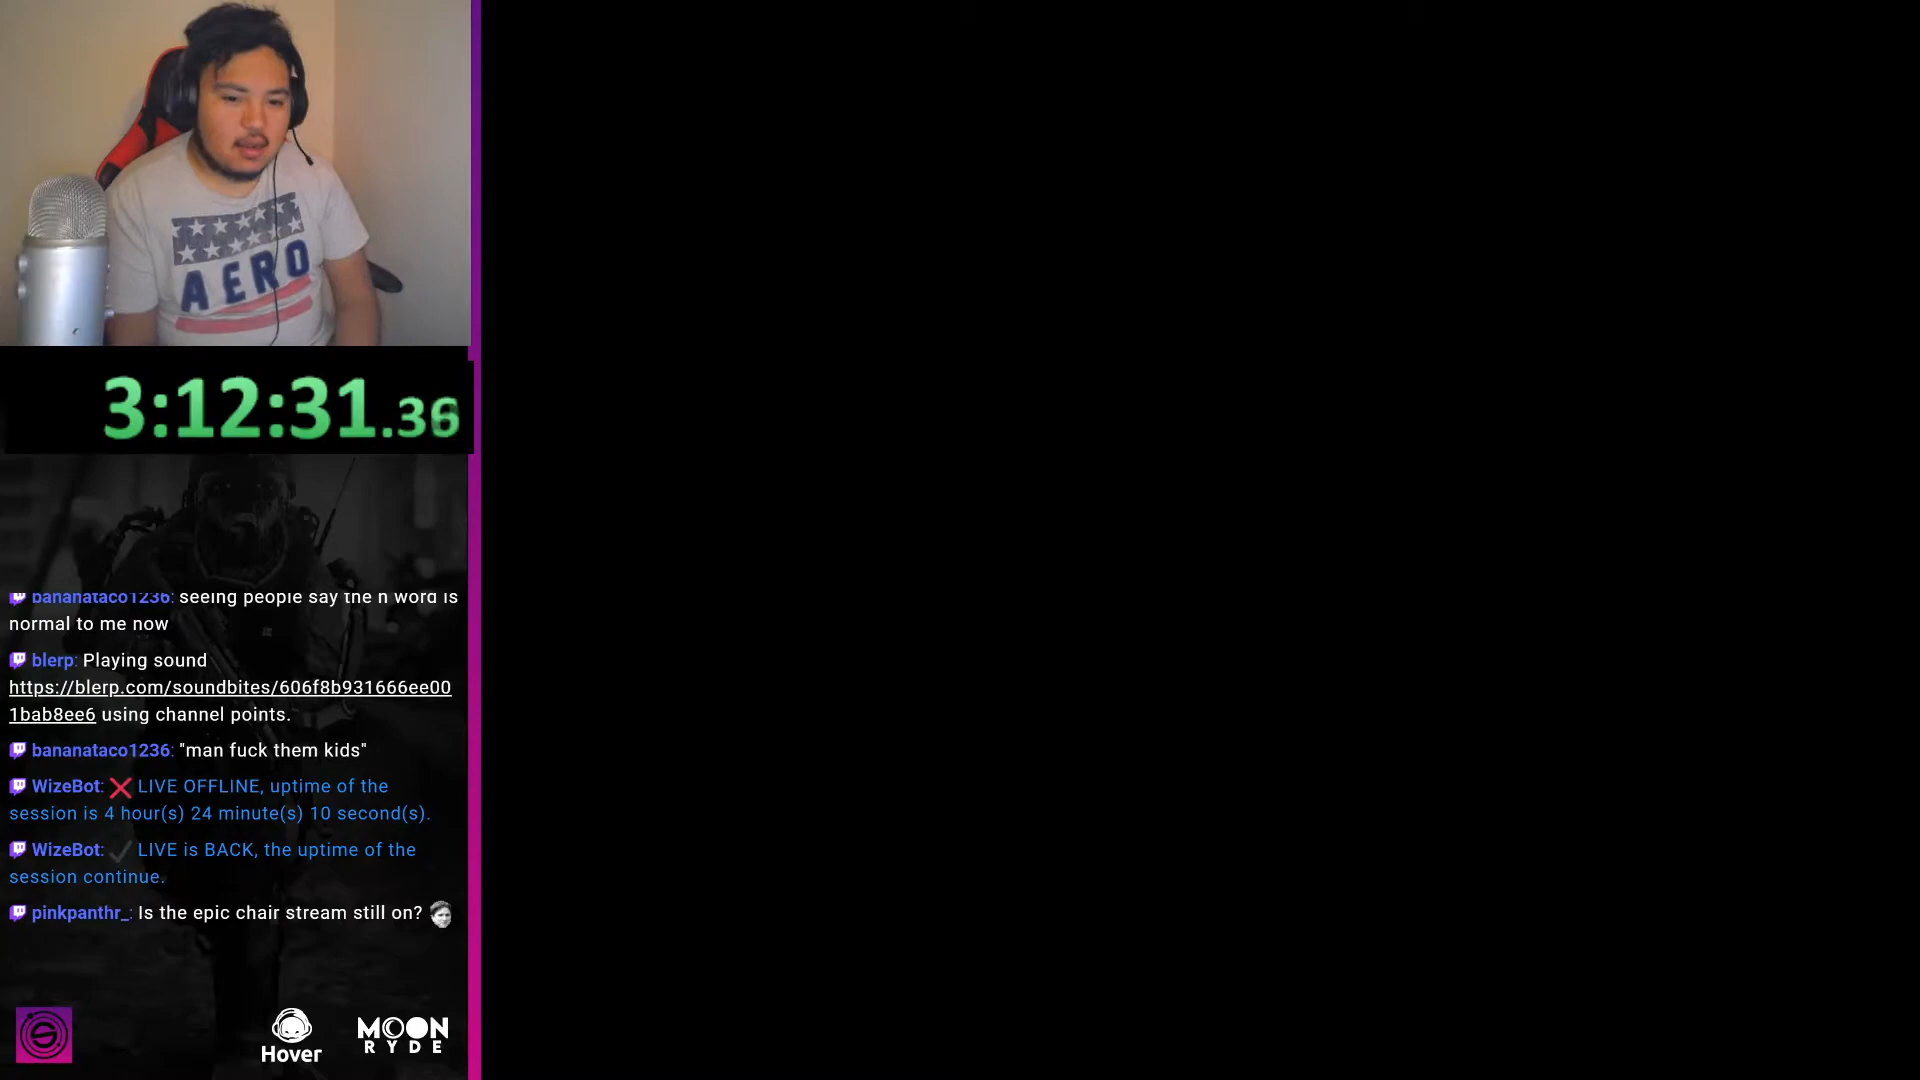 AERO
3:12:31.36
bananataco1236: seeing people say the n word is
normal to me now
blerp: Playing sound
https://blerp.com/soundbites/606f8b931666ee00
1bab8ee6 using channel points.
bananataco1236: "man fuck them kids"
WizeBot: ❌ LIVE OFFLINE, uptime of the
session is 4 hour(s) 24 minute(s) 10 second(s).
WizeBot: ✔ LIVE is BACK, the uptime of the
session continue.
pinkpanthr_: Is the epic chair stream still on?
Hover
MOON
RYDE